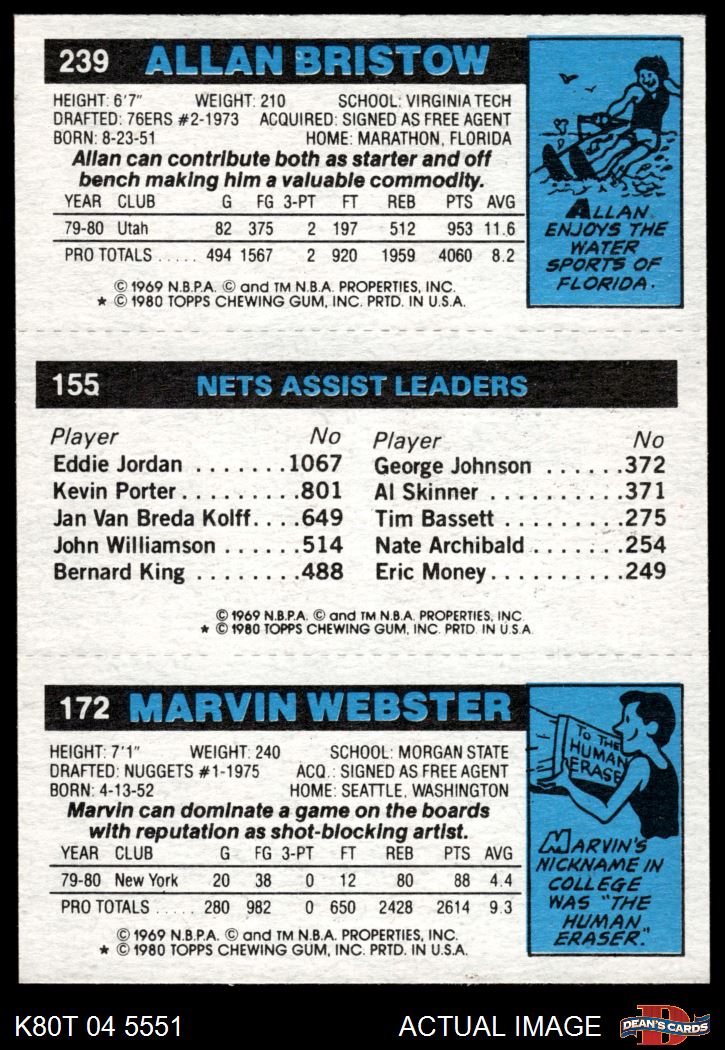 239 ALLAN BRISTOW
HEIGHT: 6'7" WEIGHT: 210 SCHOOL: VIRGINIA TECH
DRAFTED: 76ERS #2-1973 ACQUIRED: SIGNED AS FREE AGENT
BORN: 8-23-51 HOME: MARATHON, FLORIDA
Allan can contribute both as starter and off
bench making him a valuable commodity.
YEAR CLUB G FG 3-PT FT REB PTS AVG
79-80 Utah 82 375 2 197 512 953 11.6
PRO TOTALS ..... 494 1567 2 920 1959 4060 8.2
© 1969 N.B.P.A. © and TM N.B.A. PROPERTIES, INC.
★ © 1980 TOPPS CHEWING GUM, INC. PRTD. IN U.S.A.
ALLAN
ENJOYS THE
WATER
SPORTS OF
FLORIDA.
155 NETS ASSIST LEADERS
Player No Player No
Eddie Jordan .......1067 George Johnson ......372
Kevin Porter.........801 Al Skinner ..........371
Jan Van Breda Kolff....649 Tim Bassett .........275
John Williamson ......514 Nate Archibald.......254
Bernard King ........488 Eric Money..........249
© 1969 N.B.P.A. © and TM N.B.A. PROPERTIES, INC.
★ © 1980 TOPPS CHEWING GUM, INC. PRTD. IN U.S.A.
172 MARVIN WEBSTER
HEIGHT: 7'1" WEIGHT: 240 SCHOOL: MORGAN STATE
DRAFTED: NUGGETS #1-1975 ACQ.: SIGNED AS FREE AGENT
BORN: 4-13-52 HOME: SEATTLE, WASHINGTON
Marvin can dominate a game on the boards
with reputation as shot-blocking artist.
YEAR CLUB G FG 3-PT FT REB PTS AVG
79-80 New York 20 38 0 12 80 88 4.4
PRO TOTALS ..... 280 982 0 650 2428 2614 9.3
© 1969 N.B.P.A. © and TM N.B.A. PROPERTIES, INC.
★ © 1980 TOPPS CHEWING GUM, INC. PRTD. IN U.S.A.
TO THE
HUMAN
ERASE
MARVIN'S
NICKNAME IN
COLLEGE
WAS "THE
HUMAN
ERASER."
K80T 04 5551 ACTUAL IMAGE D DEAN'S CARDS